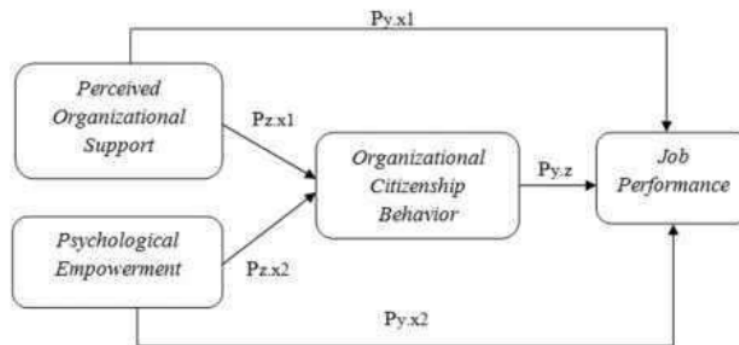 Py.x1
Perceived
Organizational
Support
Pz.x1
Organizational
Citizenship
Behavior
Py.z
Job
Performance
Psychological
Empowerment
Pz.x2
Py.x2